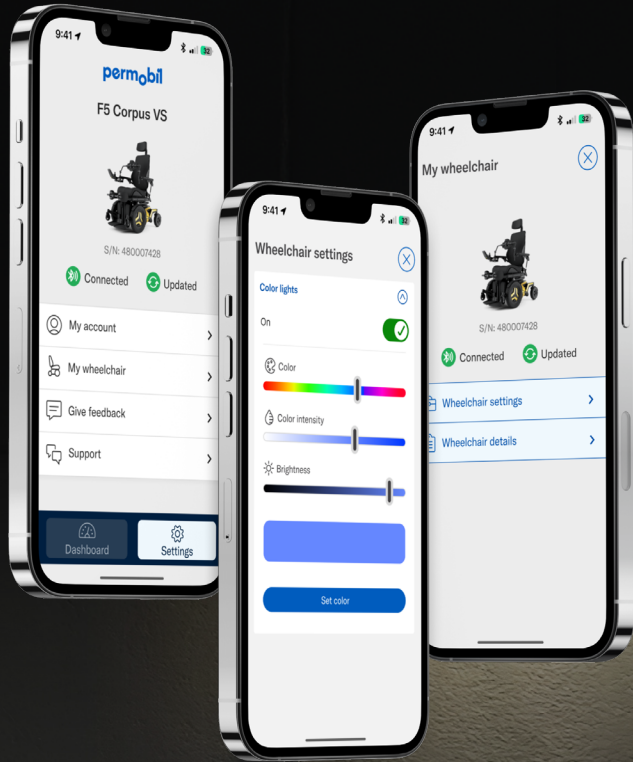 9:41
32
permobil
F5 Corpus VS
S/N: 480007428
Connected
Updated
My account
My wheelchair
Give feedback
Support
Dashboard
Settings
9:41
32
Wheelchair settings
Color lights
On
Color
Color intensity
Brightness
Set color
9:41
32
My wheelchair
S/N: 480007428
Connected
Updated
Wheelchair settings
Wheelchair details